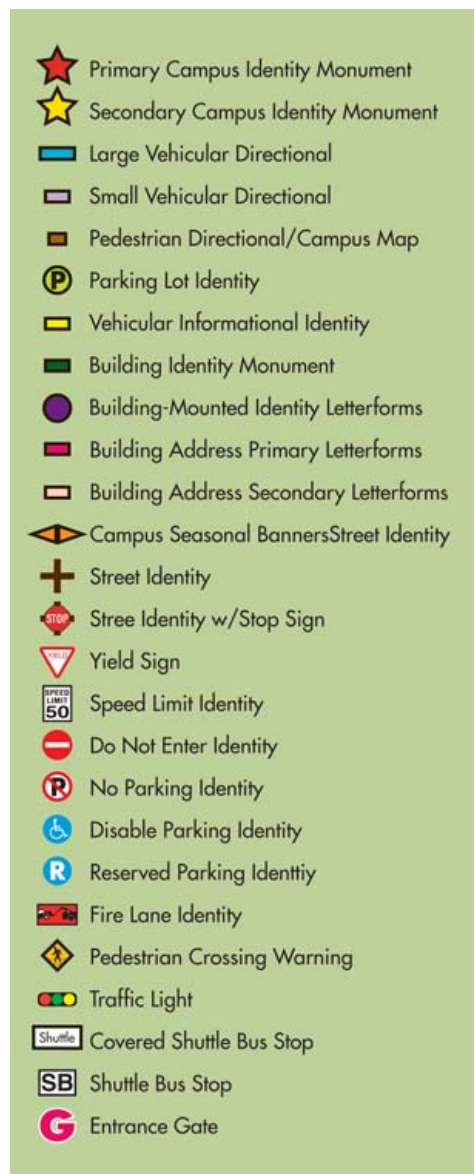 Primary Campus Identity Monument
Secondary Campus Identity Monument
Large Vehicular Directional
Small Vehicular Directional
Pedestrian Directional/Campus Map
P Parking Lot Identity
Vehicular Informational Identity
Building Identity Monument
Building-Mounted Identity Letterforms
Building Address Primary Letterforms
Building Address Secondary Letterforms
Campus Seasonal BannersStreet Identity
Street Identity
STOP Stree Identity w/Stop Sign
YIELD Yield Sign
SPEED LIMIT 50 Speed Limit Identity
Do Not Enter Identity
P No Parking Identity
Disable Parking Identity
R Reserved Parking Identtiy
Fire Lane Identity
Pedestrian Crossing Warning
Traffic Light
Shuttle Covered Shuttle Bus Stop
SB Shuttle Bus Stop
G Entrance Gate